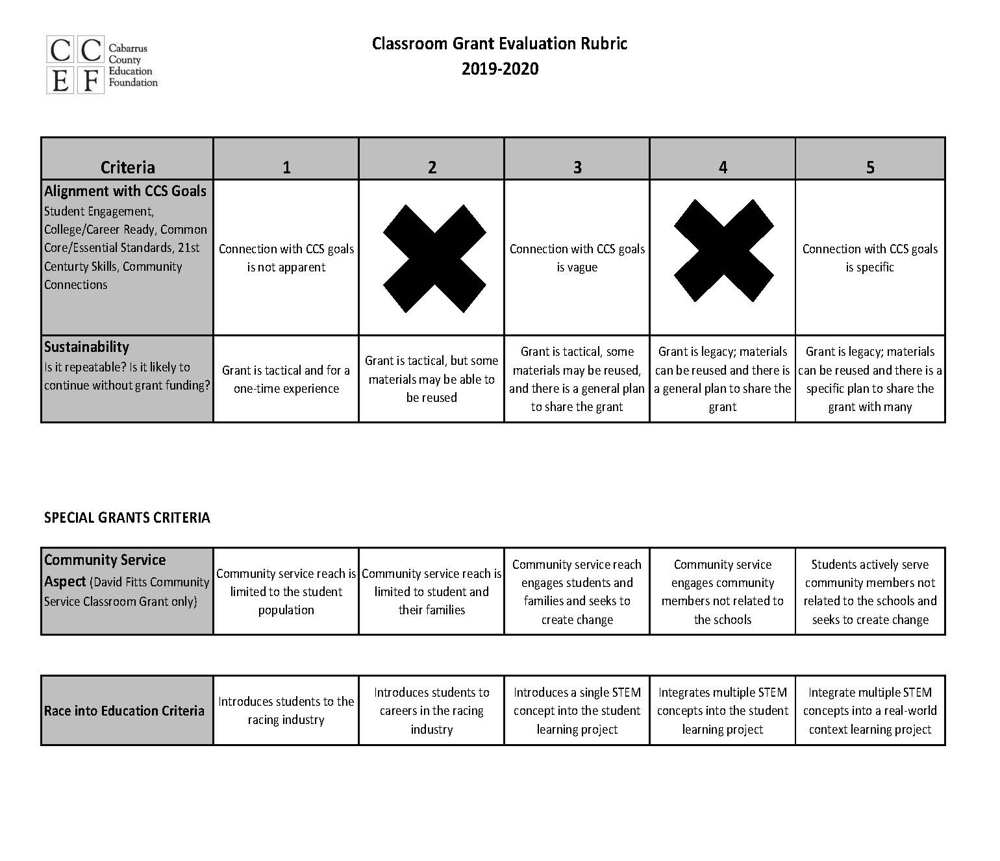 C C
E F
Cabarrus
County
Education
Foundation
Classroom Grant Evaluation Rubric
2019-2020
Criteria
1
2
3
4
5
Alignment with CCS Goals
Student Engagement,
College/Career Ready, Common
Core/Essential Standards, 21st
Centurty Skills, Community
Connections
Connection with CCS goals
is not apparent
Connection with CCS goals
is vague
Connection with CCS goals
is specific
Sustainability
Is it repeatable? Is it likely to
continue without grant funding?
Grant is tactical and for a
one-time experience
Grant is tactical, but some
materials may be able to
be reused
Grant is tactical, some
materials may be reused,
and there is a general plan
to share the grant
Grant is legacy; materials
can be reused and there is
a general plan to share the
grant
Grant is legacy; materials
can be reused and there is a
specific plan to share the
grant with many
SPECIAL GRANTS CRITERIA
Community Service
Aspect (David Fitts Community
Service Classroom Grant only)
Community service reach is
limited to the student
population
Community service reach is
limited to student and
their families
Community service reach
engages students and
families and seeks to
create change
Community service
engages community
members not related to
the schools
Students actively serve
community members not
related to the schools and
seeks to create change
Race into Education Criteria
Introduces students to the
racing industry
Introduces students to
careers in the racing
industry
Introduces a single STEM
concept into the student
learning project
Integrates multiple STEM
concepts into the student
learning project
Integrate multiple STEM
concepts into a real-world
context learning project